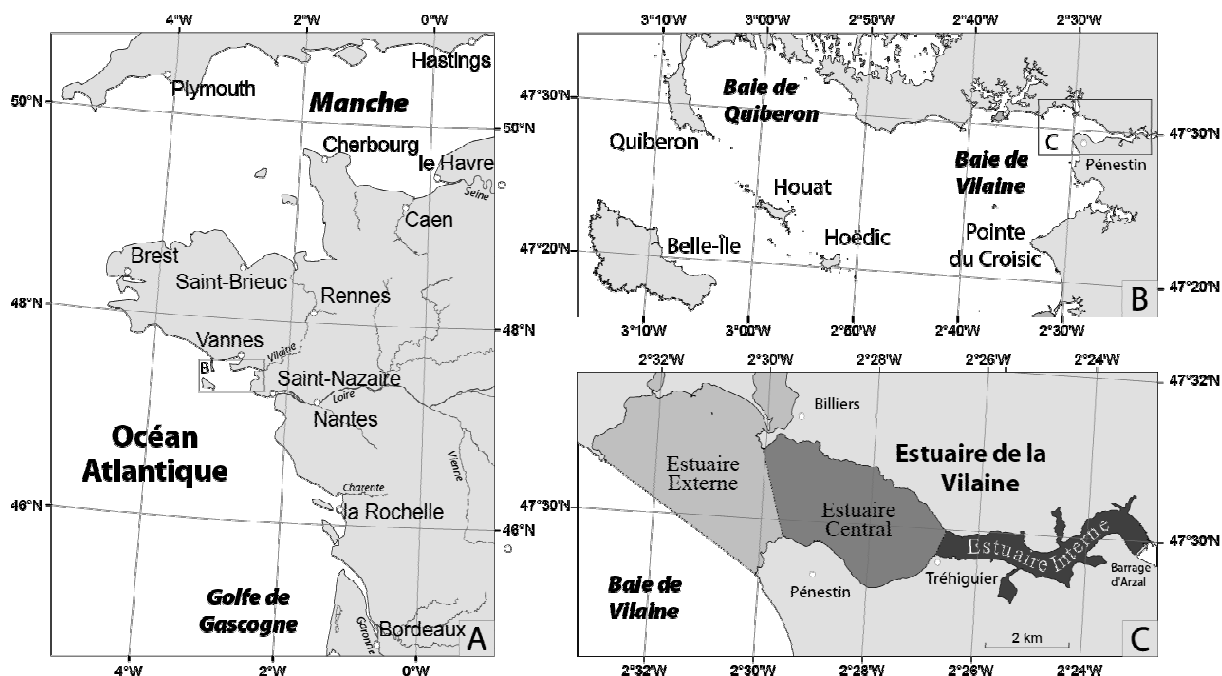 4°W 2°W 0°W
50°N
Plymouth
Manche
Hastings
50°N
Cherbourg
le Havre
Seine
Caen
Brest
Saint-Brieuc
Rennes
48°N
48°N
Vannes
Vilaine
B
Saint-Nazaire
Loire
Nantes
Océan
Atlantique
Vienne
46°N
Charente
la Rochelle
46°N
Golfe de
Gascogne
Garonne
Bordeaux
A
4°W 2°W 0°W
3°10'W 3°00'W 2°50'W 2°40'W 2°30'W
47°30'N
Baie de
Quiberon
Quiberon
C
47°30'N
Pénestin
Baie de
Vilaine
Houat
47°20'N
Belle-Île
Hoëdic
Pointe
du Croisic
B
47°20'N
3°10'W 3°00'W 2°60'W 2°40'W 2°30'W
2°32'W 2°30'W 2°28'W 2°26'W 2°24'W
47°32'N
Billiers
Estuaire de la
Vilaine
Estuaire
Externe
47°30'N
Estuaire
Central
Estuaire Interne
47°30'N
Barrage
d'Arzal
Tréhiguier
Pénestin
Baie de
Vilaine
2 km
C
2°32'W 2°30'W 2°28'W 2°26'W 2°24'W